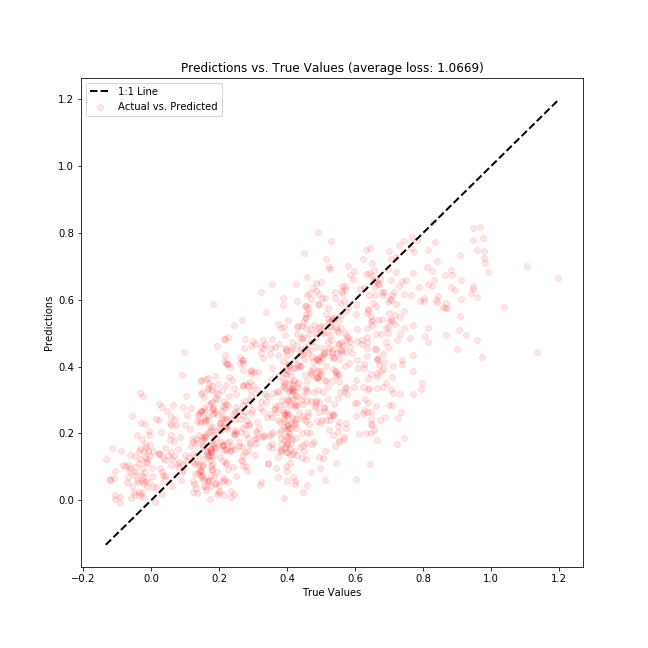 Predictions vs. True Values (average loss: 1.0669)
1:1 Line
Actual vs. Predicted
1.2
1.0
0.8
0.6
0.4
0.2
0.0
Predictions
−0.2 0.0 0.2 0.4 0.6 0.8 1.0 1.2
True Values